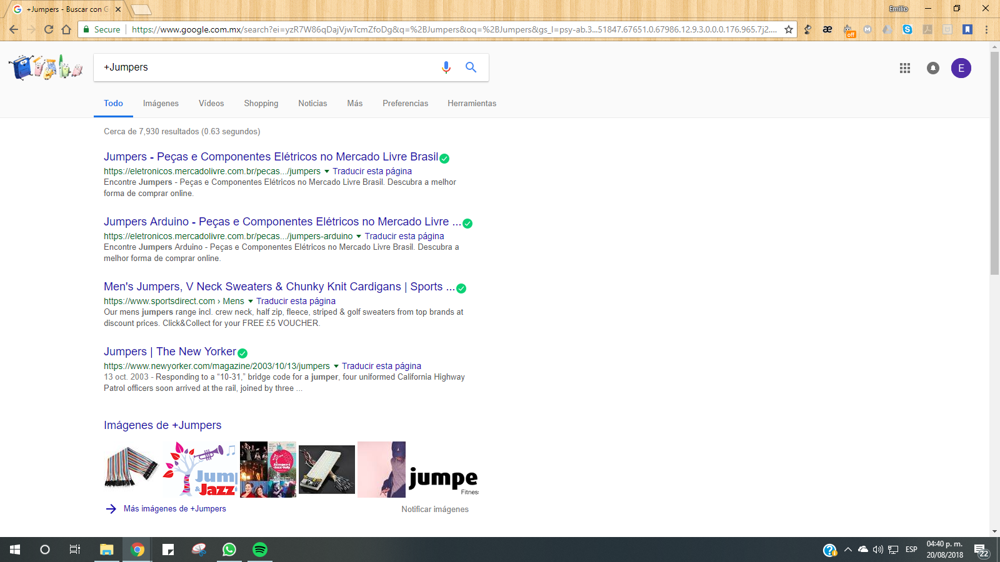 +Jumpers - Buscar con G
Emilio
Secure
https://www.google.com.mx/search?ei=yzR7W86qDajVjwTcmZfoDg&q=%2BJumpers&oq=%2BJumpers&gs_l=psy-ab.3...51847.67651.0.67986.12.9.3.0.0.0.176.965.7j2....
æ
off
M
+Jumpers
E
Todo
Imágenes
Vídeos
Shopping
Noticias
Más
Preferencias
Herramientas
Cerca de 7,930 resultados (0.63 segundos)
Jumpers - Peças e Componentes Elétricos no Mercado Livre Brasil
https://eletronicos.mercadolivre.com.br/pecas.../jumpers Traducir esta página
Encontre Jumpers - Peças e Componentes Elétricos no Mercado Livre Brasil. Descubra a melhor
forma de comprar online.
Jumpers Arduino - Peças e Componentes Elétricos no Mercado Livre ...
https://eletronicos.mercadolivre.com.br/pecas.../jumpers-arduino Traducir esta página
Encontre Jumpers Arduino - Peças e Componentes Elétricos no Mercado Livre Brasil. Descubra a
melhor forma de comprar online.
Men's Jumpers, V Neck Sweaters & Chunky Knit Cardigans | Sports ...
https://www.sportsdirect.com › Mens Traducir esta página
Our mens jumpers range incl. crew neck, half zip, fleece, striped & golf sweaters from top brands at
discount prices. Click&Collect for your FREE £5 VOUCHER.
Jumpers | The New Yorker
https://www.newyorker.com/magazine/2003/10/13/jumpers Traducir esta página
13 oct. 2003 - Responding to a “10-31,” bridge code for a jumper, four uniformed California Highway
Patrol officers soon arrived at the rail, joined by three ...
Imágenes de +Jumpers
Jum
& Jazz
Jumpers
jumpe
Fitnes
Más imágenes de +Jumpers
Notificar imágenes
ESP
04:40 p. m.
20/08/2018
22